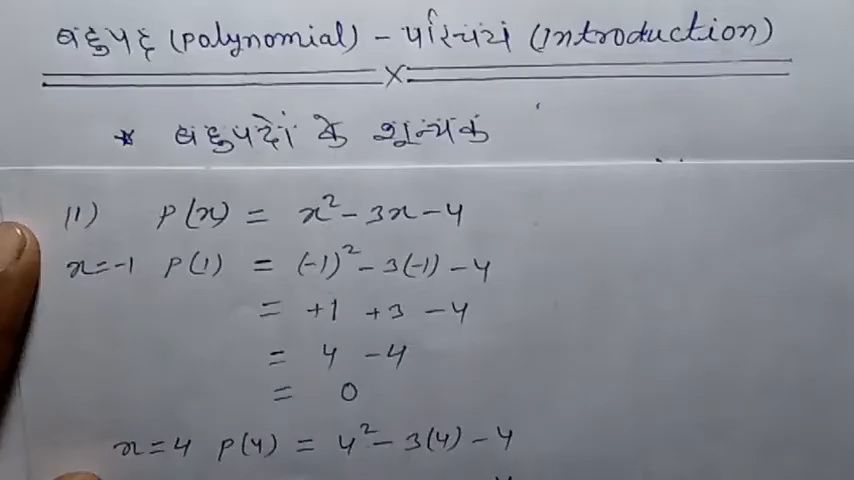 बहुपद (polynomial) - परिचय (Introduction)
* बहुपदों के शून्यक
11) P(x) = x² - 3x - 4
x=-1 P(1) = (-1)² - 3(-1) - 4
= +1 +3 -4
= 4 - 4
= 0
x=4 P(4) = 4² - 3(4) - 4